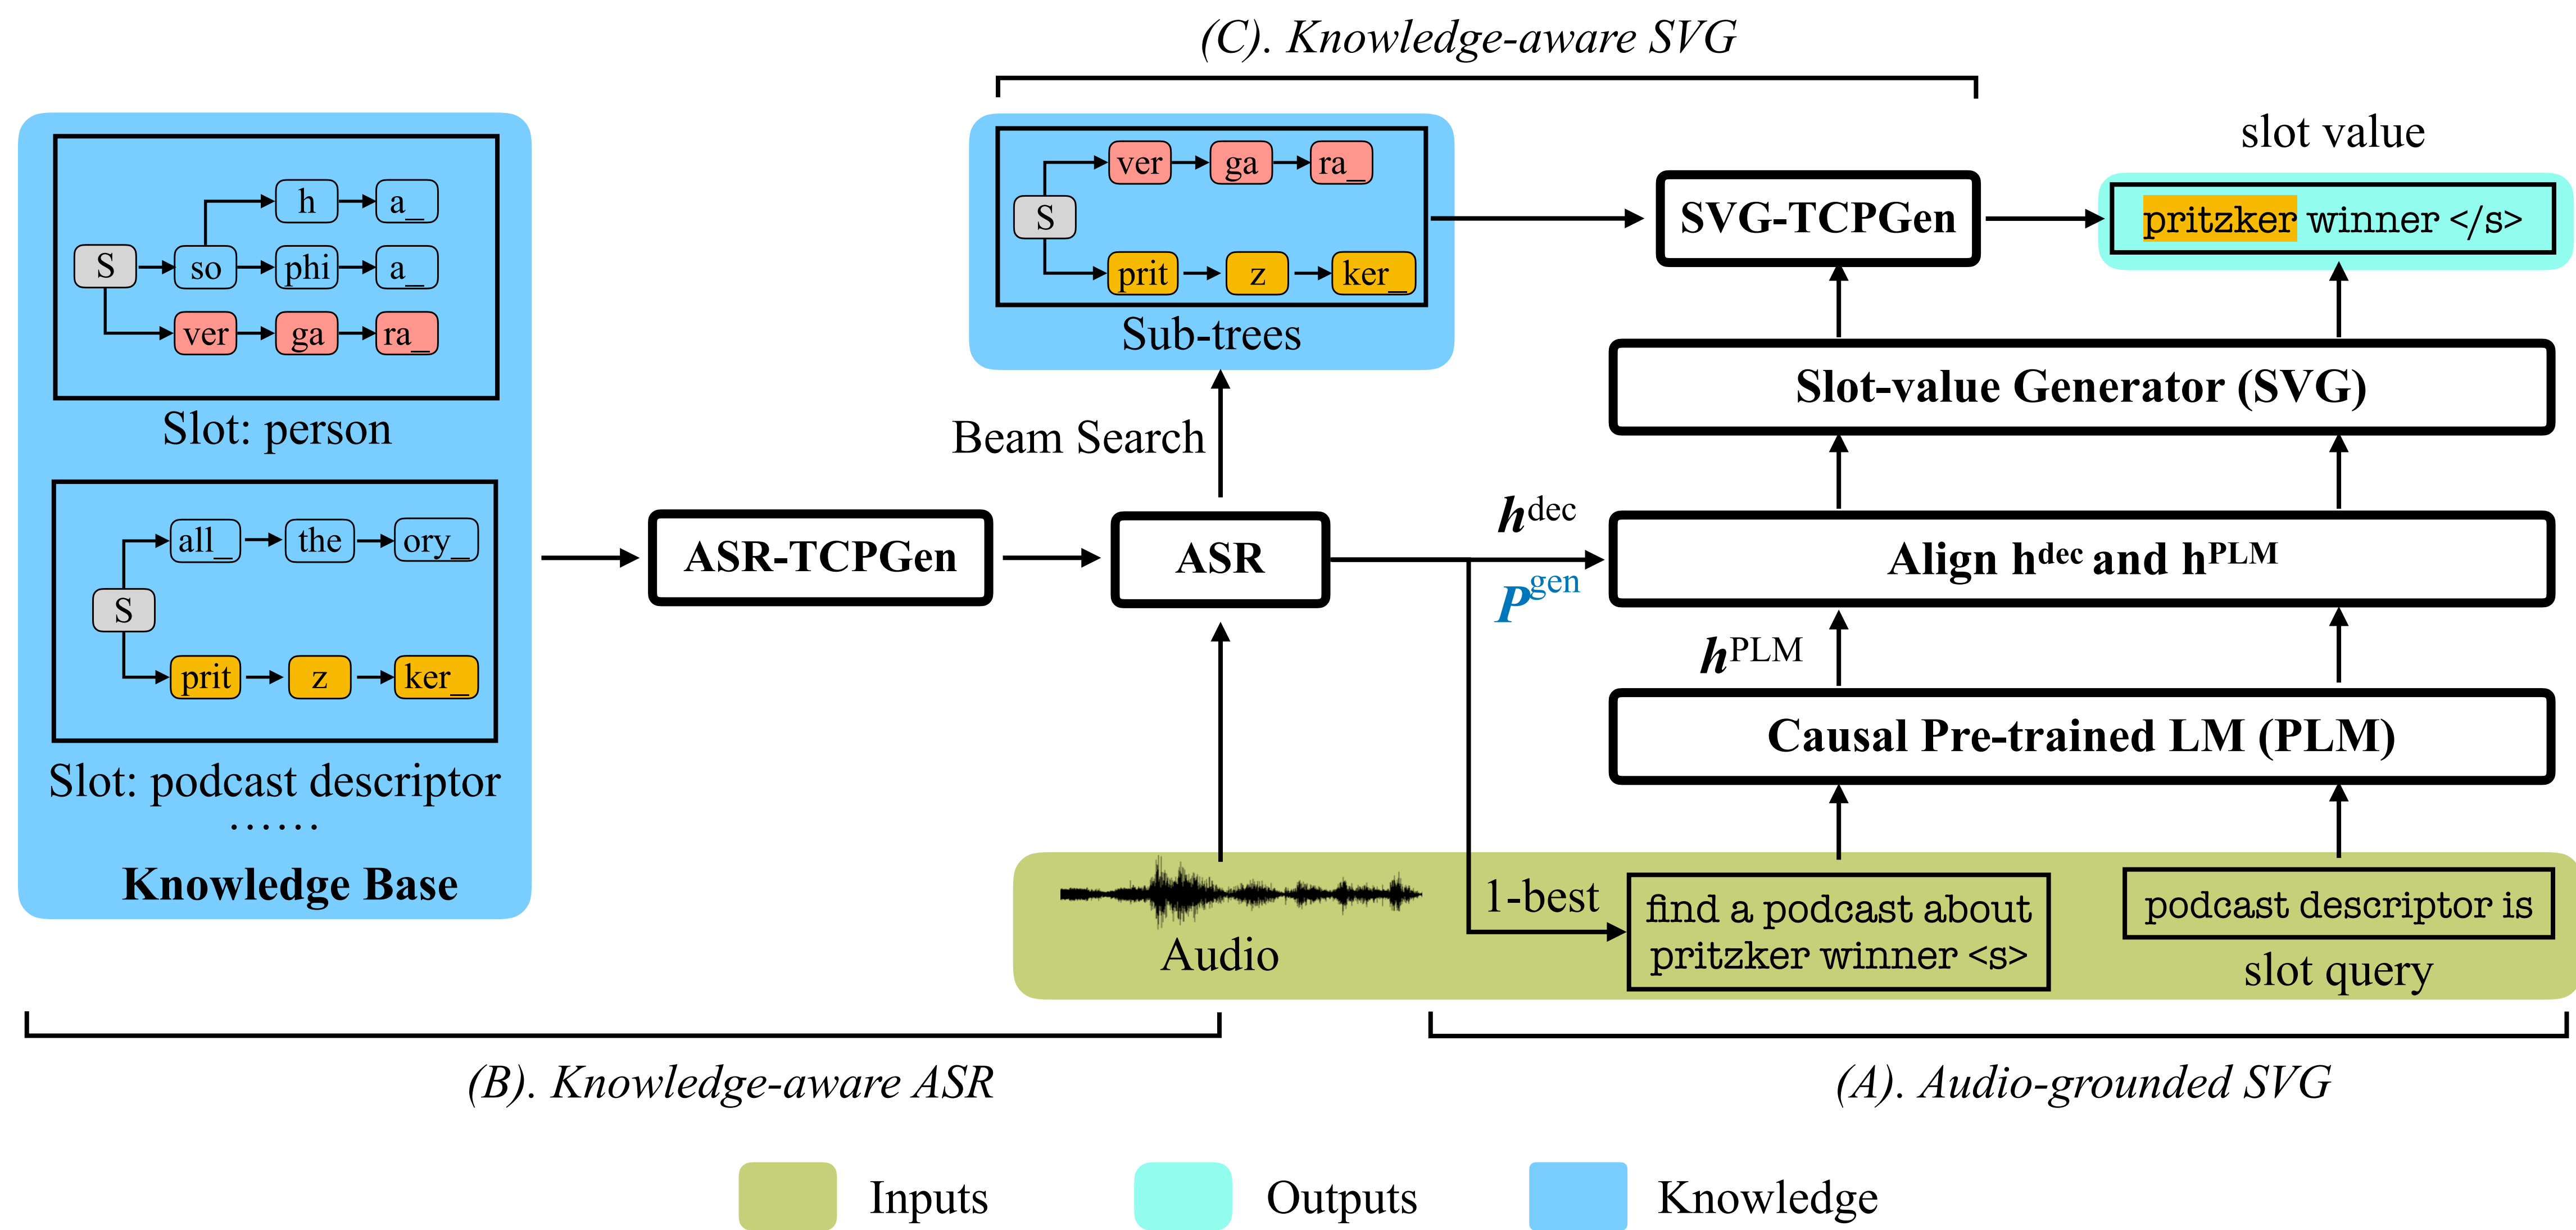 (C). Knowledge-aware SVG
h a_
S so phi a_
ver ga ra_
Slot: person
all_ the ory_
S
prit z ker_
Slot: podcast descriptor
......
Knowledge Base
ASR-TCPGen
ver ga ra_
S
prit z ker_
Sub-trees
Beam Search
ASR
Audio
1-best
h^dec
P^gen
h^PLM
SVG-TCPGen
slot value
pritzker winner </s>
Slot-value Generator (SVG)
Align h^dec and h^PLM
Causal Pre-trained LM (PLM)
find a podcast about
pritzker winner <s>
podcast descriptor is
slot query
(B). Knowledge-aware ASR
(A). Audio-grounded SVG
Inputs
Outputs
Knowledge